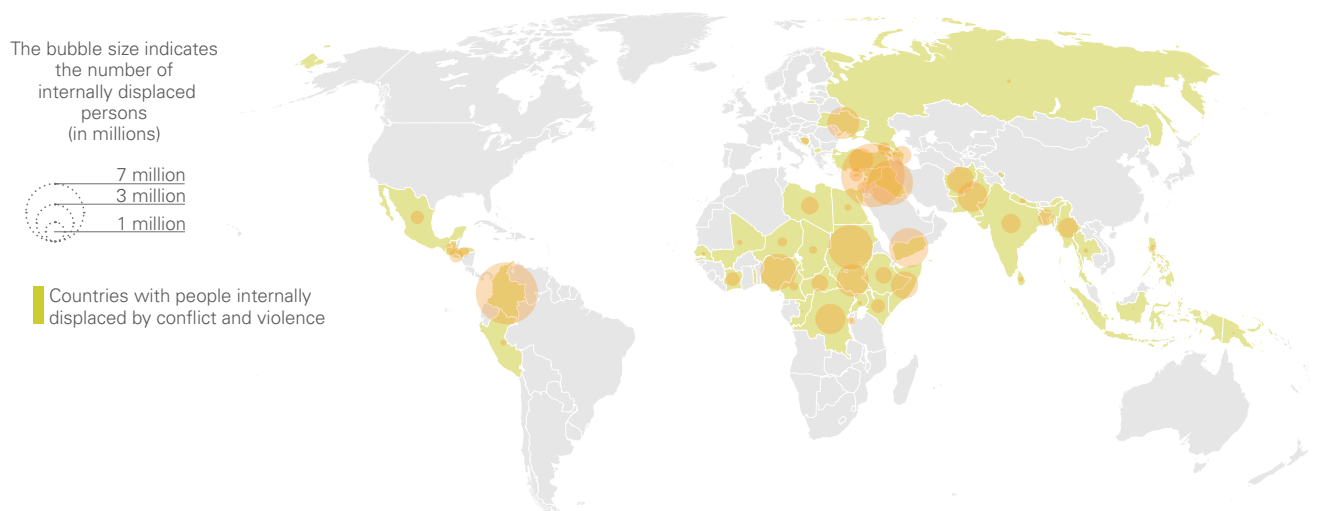 The bubble size indicates
the number of
internally displaced
persons
(in millions)
7 million
3 million
1 million
Countries with people internally
displaced by conflict and violence